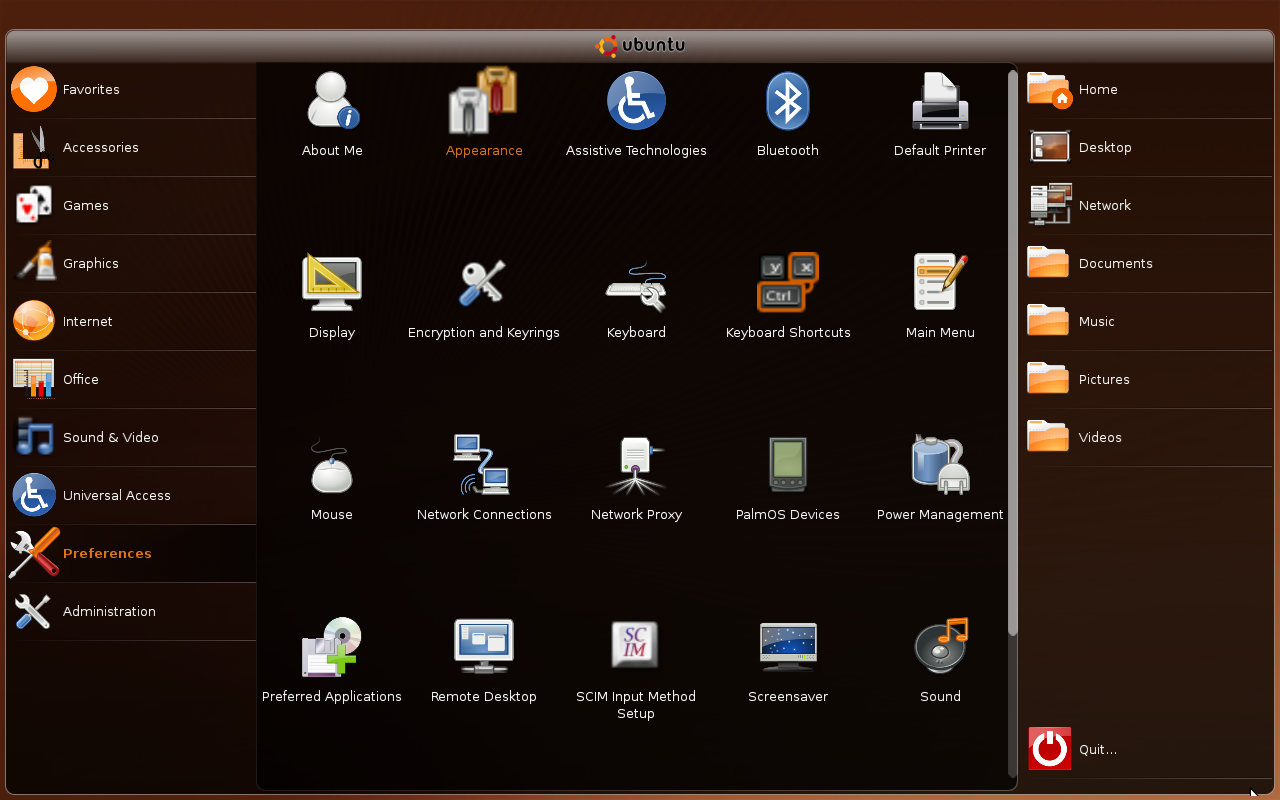 ubuntu
Favorites
Accessories
Games
Graphics
Internet
Office
Sound & Video
Universal Access
Preferences
Administration
About Me
Appearance
Assistive Technologies
Bluetooth
Default Printer
Display
Encryption and Keyrings
Keyboard
y x
Ctrl
Keyboard Shortcuts
Main Menu
Mouse
Network Connections
Network Proxy
PalmOS Devices
Power Management
Preferred Applications
Remote Desktop
SC
IM
SCIM Input Method
Setup
Screensaver
Sound
Home
Desktop
Network
Documents
Music
Pictures
Videos
Quit...